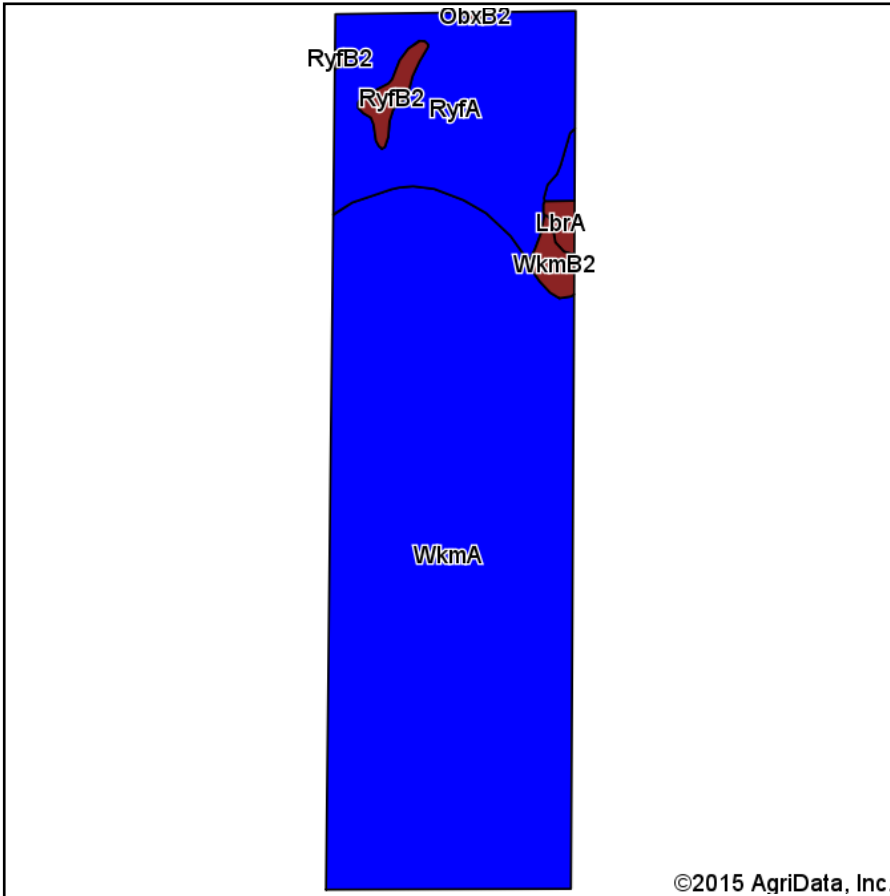 ObxB2
RyfB2
RyfB2
RyfA
LbrA
WkmB2
WkmA
©2015 AgriData, Inc.